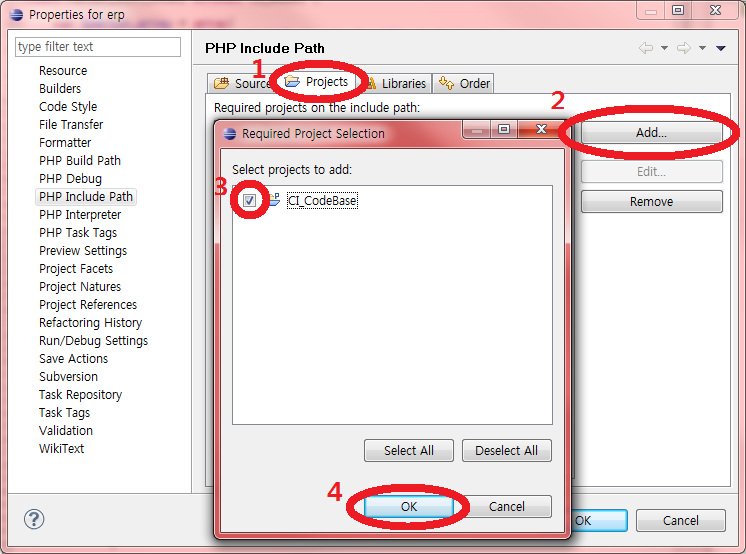 Properties for erp
type filter text
PHP Include Path
Resource
Builders
Code Style
File Transfer
Formatter
PHP Build Path
PHP Debug
PHP Include Path
PHP Interpreter
PHP Task Tags
Preview Settings
Project Facets
Project Natures
Project References
Refactoring History
Run/Debug Settings
Save Actions
Subversion
Task Repository
Task Tags
Validation
WikiText
1
Source
Projects
Libraries
Order
Required projects on the include path:
2
Add...
Edit...
Remove
Required Project Selection
Select projects to add:
3
CI_CodeBase
Select All
Deselect All
4
OK
Cancel
OK
Cancel